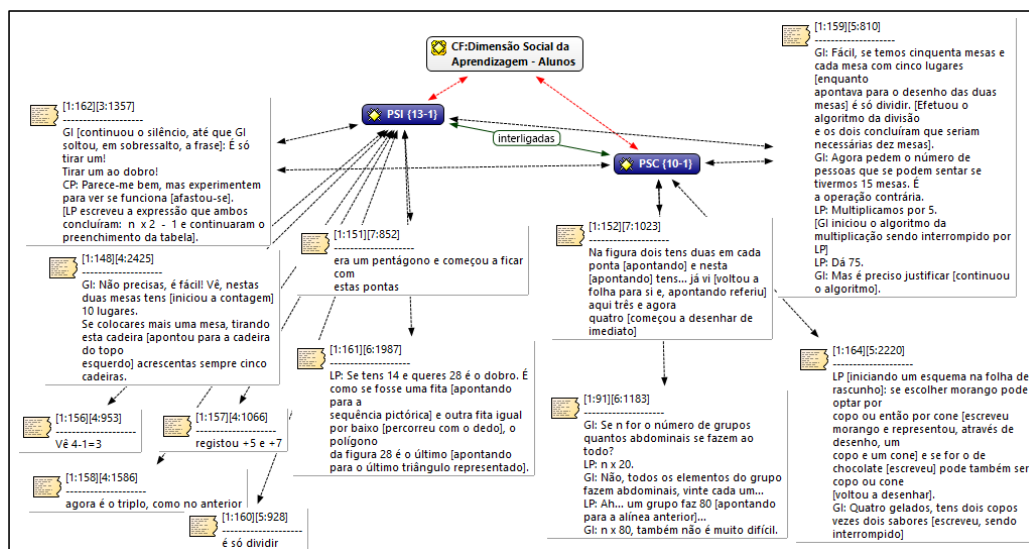 CF:Dimensão Social da
Aprendizagem - Alunos
PSI {13-1}
interligadas
PSC {10-1}
[1:162][3:1357]
--------------------
GI [continuou o silêncio, até que GI
soltou, em sobressalto, a frase]: É só
tirar um!
Tirar um ao dobro!
CP: Parece-me bem, mas experimentem
para ver se funciona [afastou-se].
[LP escreveu a expressão que ambos
concluíram: n x 2 - 1 e continuaram o
preenchimento da tabela].
[1:159][5:810]
--------------------
GI: Fácil, se temos cinquenta mesas e
cada mesa com cinco lugares
[enquanto
apontava para o desenho das duas
mesas] é só dividir. [Efetuou o
algoritmo da divisão
e os dois concluíram que seriam
necessárias dez mesas].
GI: Agora pedem o número de
pessoas que se podem sentar se
tivermos 15 mesas. É
a operação contrária.
LP: Multiplicamos por 5.
[GI iniciou o algoritmo da
multiplicação sendo interrompido por
LP]
LP: Dá 75.
GI: Mas é preciso justificar [continuou
o algoritmo].
[1:151][7:852]
--------------------
era um pentágono e começou a ficar
com
estas pontas
[1:152][7:1023]
--------------------
Na figura dois tens duas em cada
ponta [apontando] e nesta
[apontando] tens... já vi [voltou a
folha para si e, apontando referiu]
aqui três e agora
quatro [começou a desenhar de
imediato]
[1:148][4:2425]
--------------------
GI: Não precisas, é fácil! Vê, nestas
duas mesas tens [iniciou a contagem]
10 lugares.
Se colocares mais uma mesa, tirando
esta cadeira [apontou para a cadeira
do topo
esquerdo] acrescentas sempre cinco
cadeiras.
[1:161][6:1987]
--------------------
LP: Se tens 14 e queres 28 é o dobro. É
como se fosse uma fita [apontando
para a
sequência pictórica] e outra fita igual
por baixo [percorreu com o dedo], o
polígono
da figura 28 é o último [apontando
para o último triângulo representado].
[1:164][5:2220]
--------------------
LP [iniciando um esquema na folha de
rascunho]: se escolher morango pode
optar por
copo ou então por cone [escreveu
morango e representou, através de
desenho, um
copo e um cone] e se for o de
chocolate [escreveu] pode também ser
copo ou cone
[voltou a desenhar].
GI: Quatro gelados, tens dois copos
vezes dois sabores [escreveu, sendo
interrompido]
[1:91][6:1183]
--------------------
GI: Se n for o número de grupos
quantos abdominais se fazem ao
todo?
LP: n x 20.
GI: Não, todos os elementos do grupo
fazem abdominais, vinte cada um...
LP: Ah... um grupo faz 80 [apontando
para a alínea anterior]...
GI: n x 80, também não é muito difícil.
[1:156][4:953]
--------------------
Vê 4-1=3
[1:157][4:1066]
--------------------
registou +5 e +7
[1:158][4:1586]
--------------------
agora é o triplo, como no anterior
[1:160][5:928]
--------------------
é só dividir